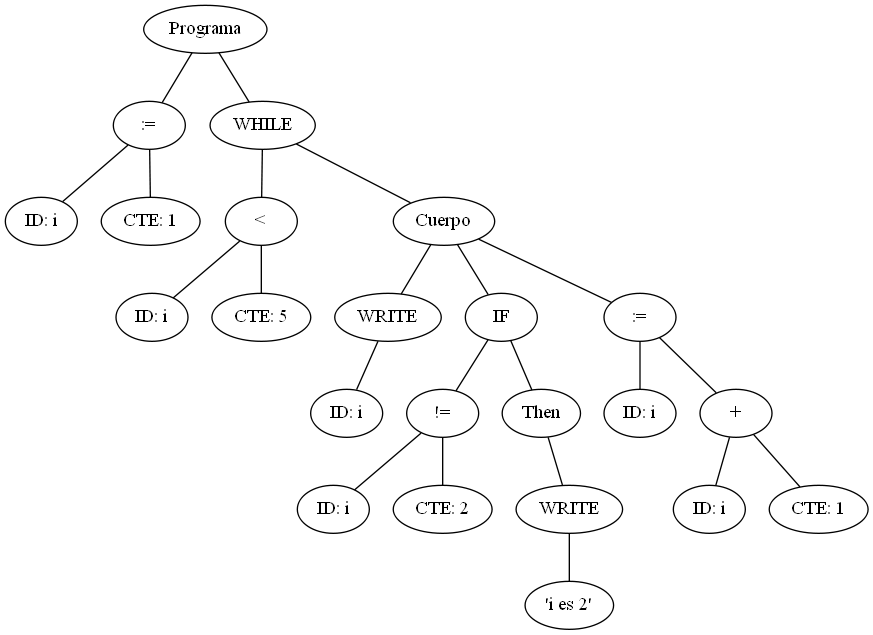 Programa
:=
WHILE
ID: i
CTE: 1
<
Cuerpo
ID: i
CTE: 5
WRITE
IF
:=
ID: i
!=
Then
ID: i
+
ID: i
CTE: 2
WRITE
ID: i
CTE: 1
'i es 2'